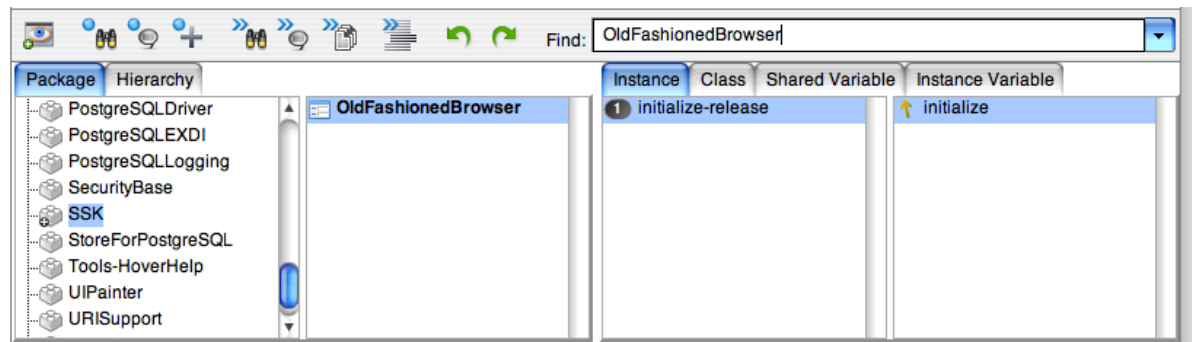 Find: OldFashionedBrowser
Package Hierarchy
Instance Class Shared Variable Instance Variable
PostgreSQLDriver
PostgreSQLEXDI
PostgreSQLLogging
SecurityBase
SSK
StoreForPostgreSQL
Tools-HoverHelp
UIPainter
URISupport
OldFashionedBrowser
1 initialize-release
initialize